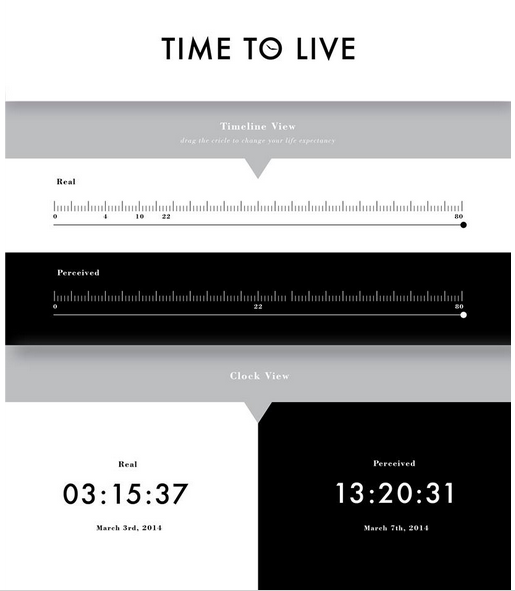 TIME TO LIVE
Timeline View
drag the cricle to change your life expectancy
Real
0 4 10 22 80
Perceived
0 22 80
Clock View
Real
03:15:37
March 3rd, 2014
Perceived
13:20:31
March 7th, 2014